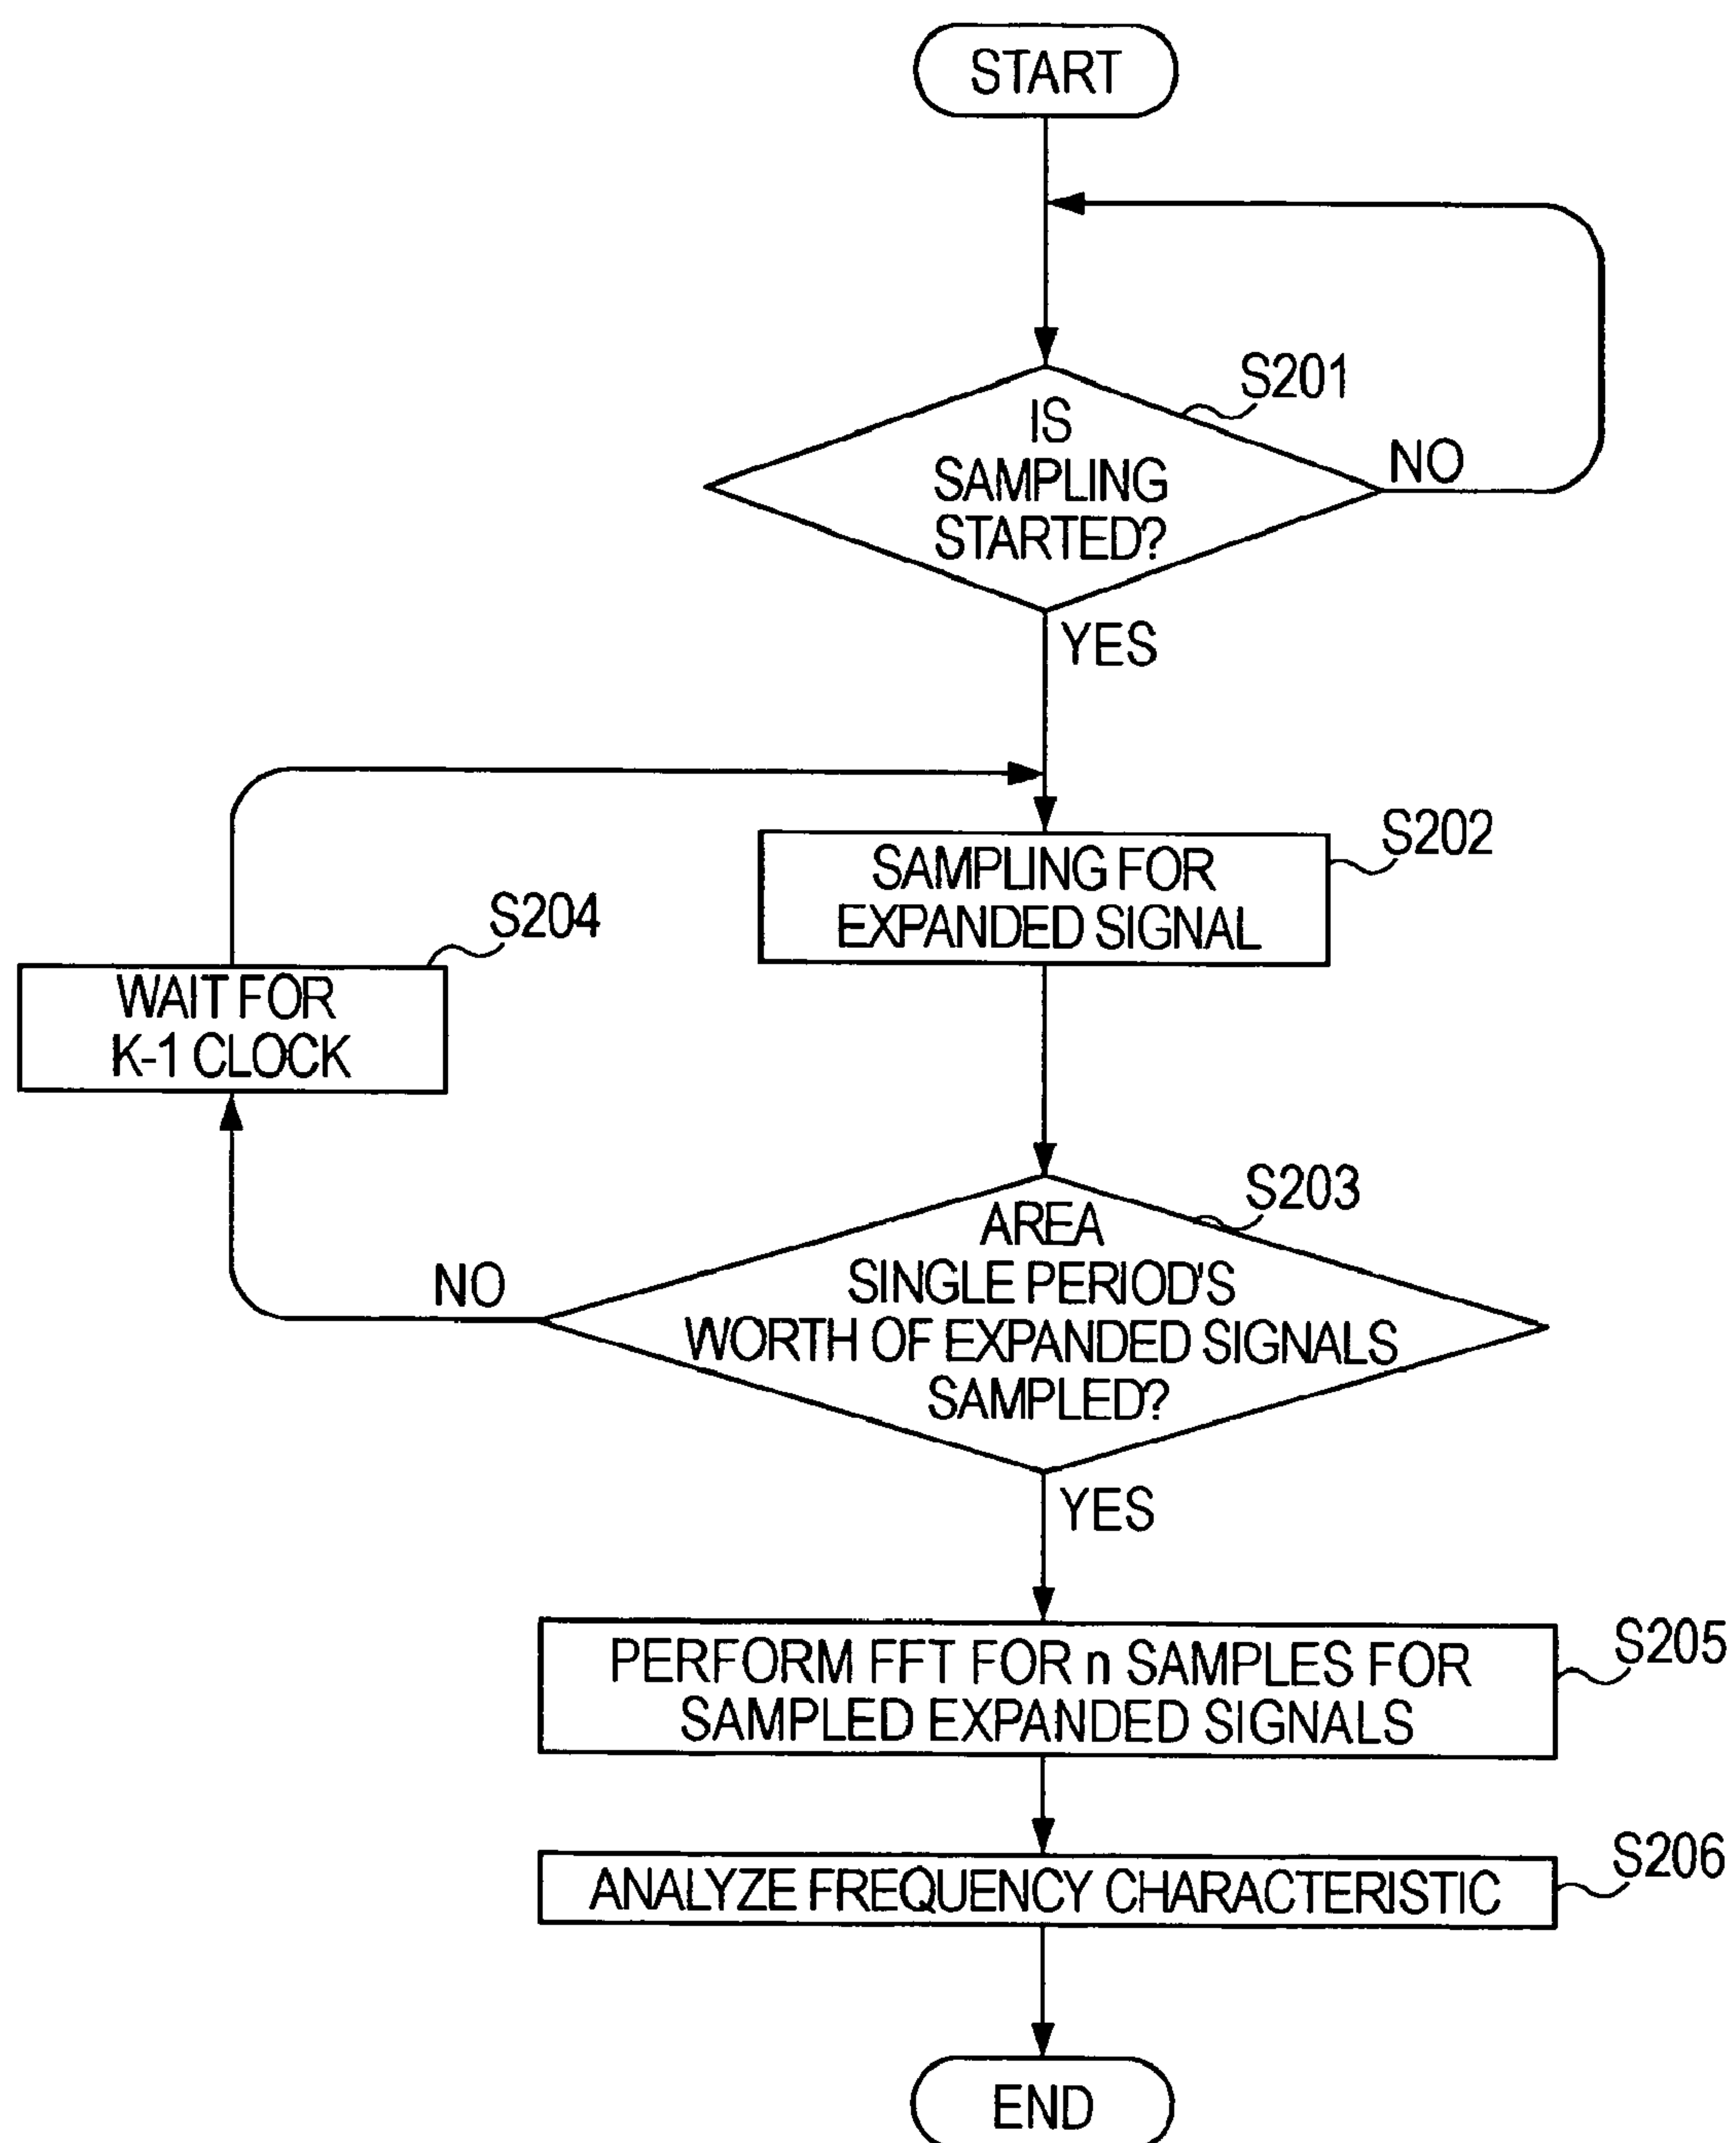 START
S201
IS
SAMPLING
STARTED?
NO
YES
S202
SAMPLING FOR
EXPANDED SIGNAL
S204
WAIT FOR
K-1 CLOCK
S203
AREA
SINGLE PERIOD'S
WORTH OF EXPANDED SIGNALS
SAMPLED?
NO
YES
S205
PERFORM FFT FOR n SAMPLES FOR
SAMPLED EXPANDED SIGNALS
S206
ANALYZE FREQUENCY CHARACTERISTIC
END